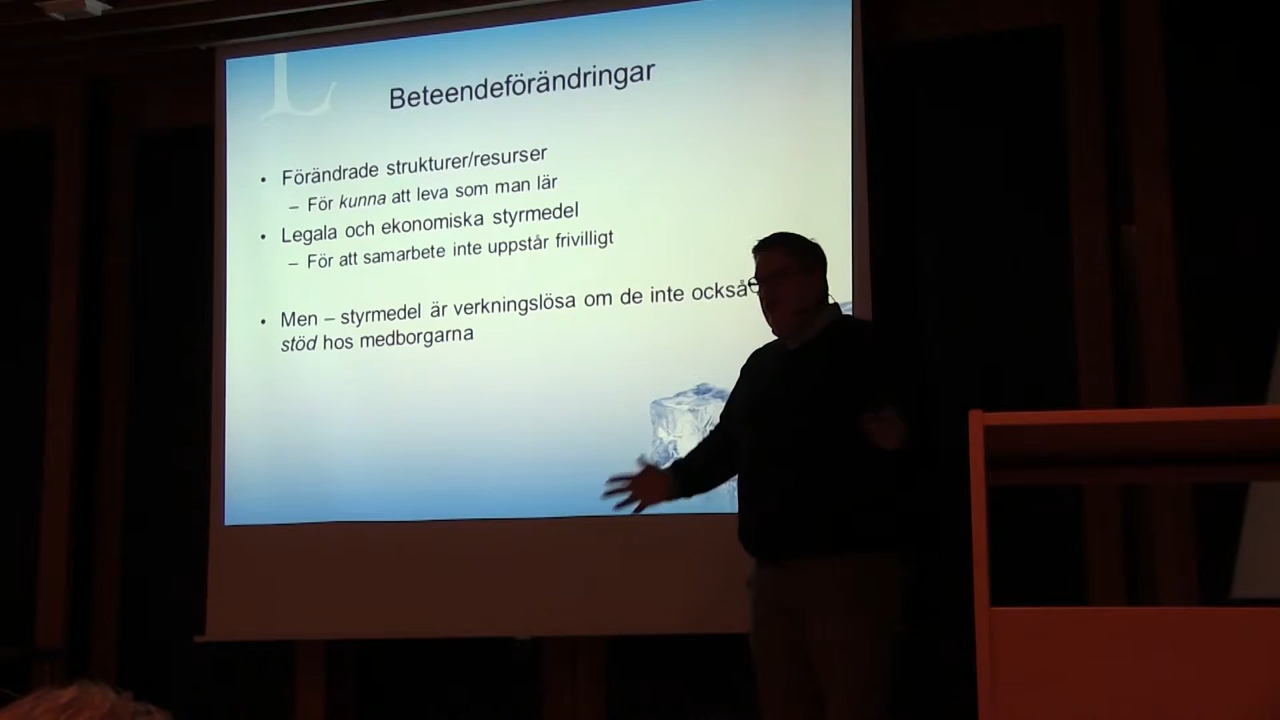 Beteendeförändringar
• Förändrade strukturer/resurser
– För kunna att leva som man lär
• Legala och ekonomiska styrmedel
– För att samarbete inte uppstår frivilligt
• Men – styrmedel är verkningslösa om de inte också
stöd hos medborgarna